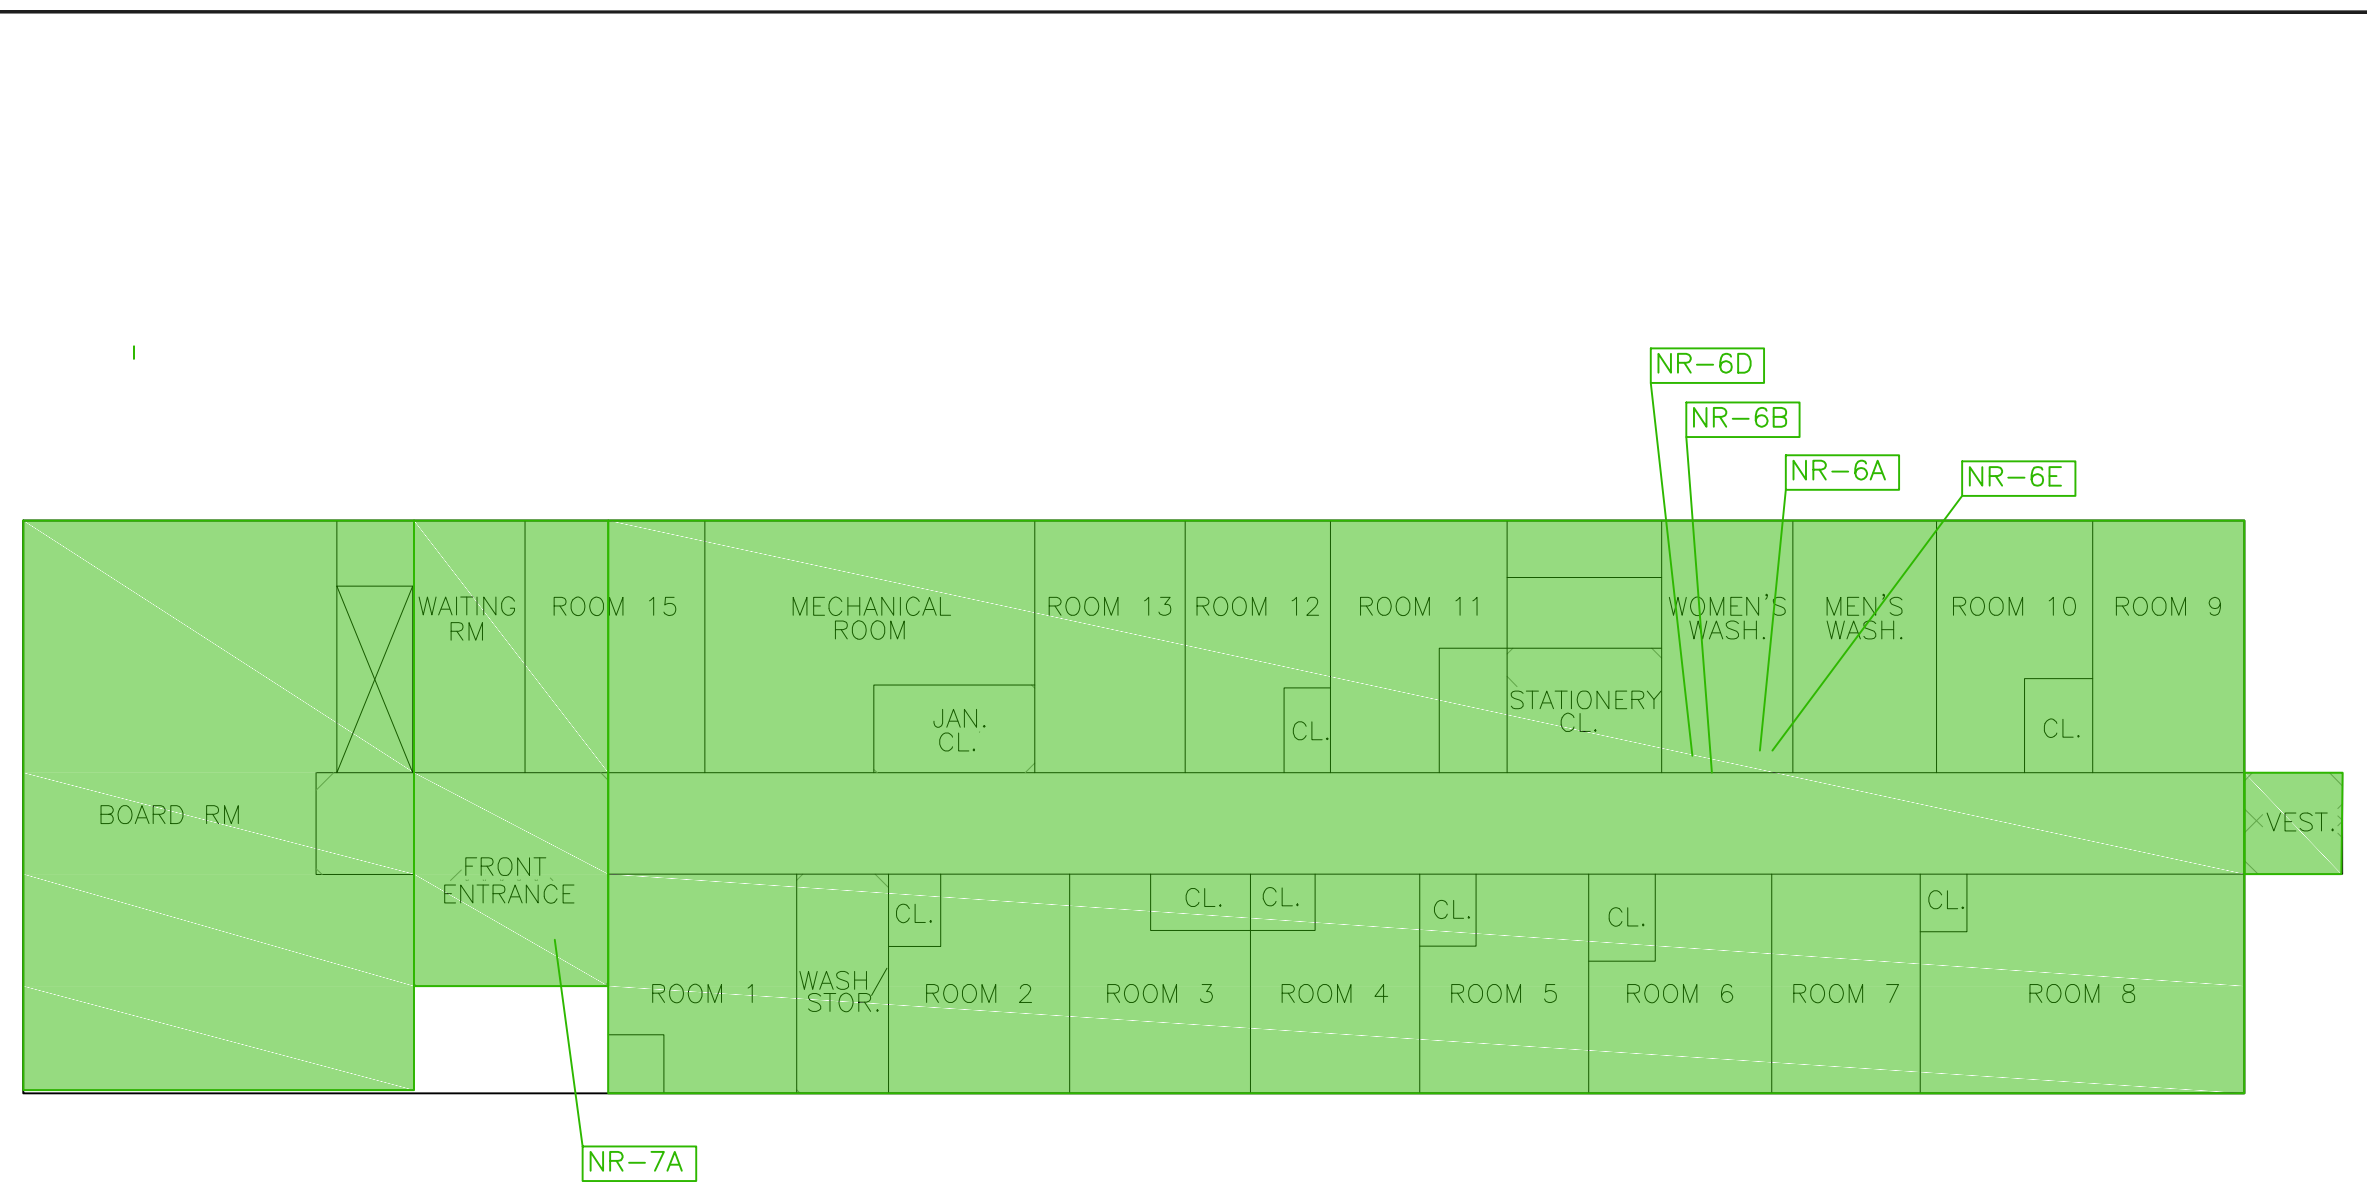 NR-6D
NR-6B
NR-6A
NR-6E
WAITING
RM
ROOM 15
MECHANICAL
ROOM
ROOM 13
ROOM 12
ROOM 11
WOMEN'S
WASH.
MEN'S
WASH.
ROOM 10
ROOM 9
JAN.
CL.
CL.
STATIONERY
CL.
CL.
BOARD RM
VEST.
FRONT
ENTRANCE
CL.
CL.
CL.
CL.
CL.
CL.
ROOM 1
WASH/
STOR.
ROOM 2
ROOM 3
ROOM 4
ROOM 5
ROOM 6
ROOM 7
ROOM 8
NR-7A